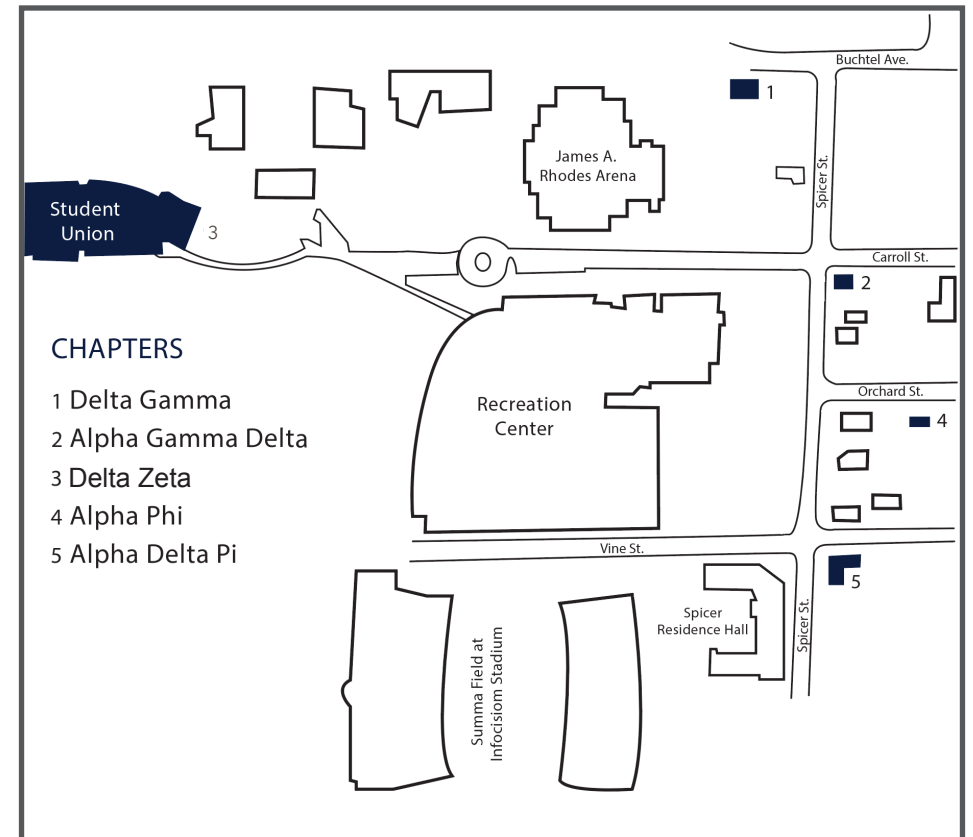 Buchtel Ave.
1
James A.
Rhodes Arena
Spicer St.
Student
Union
3
Carroll St.
2
CHAPTERS
1 Delta Gamma
2 Alpha Gamma Delta
3 Delta Zeta
4 Alpha Phi
5 Alpha Delta Pi
Recreation
Center
Orchard St.
4
Vine St.
5
Spicer
Residence Hall
Spicer St.
Summa Field at
Infocisiom Stadium